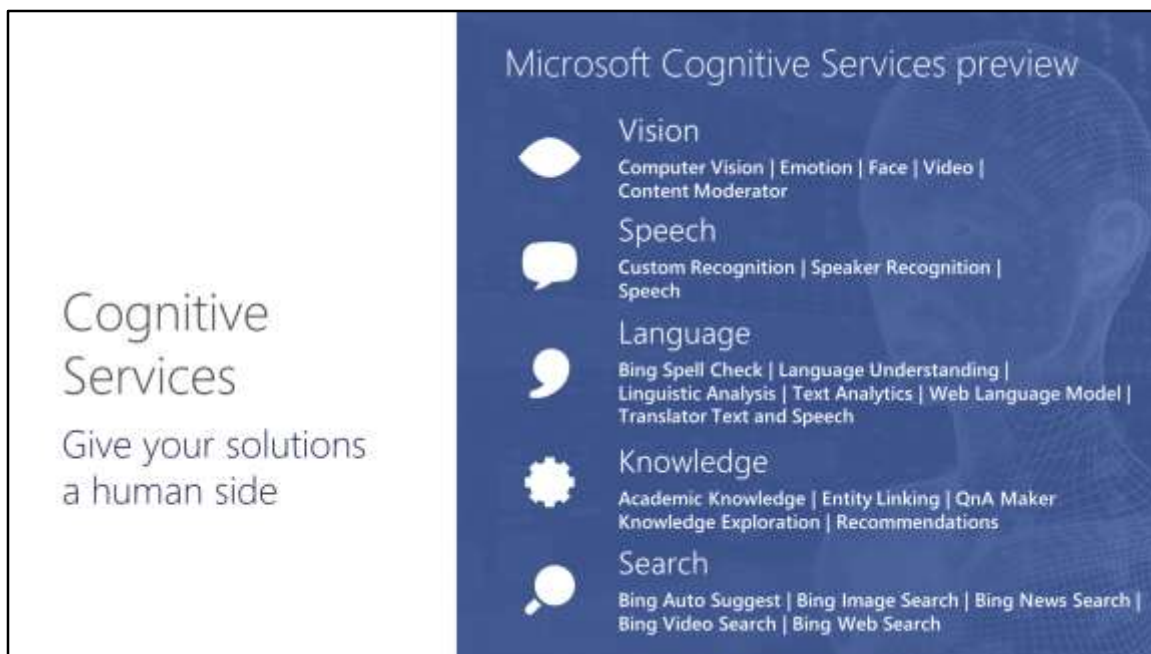 Cognitive
Services
Give your solutions
a human side
Microsoft Cognitive Services preview
Vision
Computer Vision | Emotion | Face | Video |
Content Moderator
Speech
Custom Recognition | Speaker Recognition |
Speech
Language
Bing Spell Check | Language Understanding |
Linguistic Analysis | Text Analytics | Web Language Model |
Translator Text and Speech
Knowledge
Academic Knowledge | Entity Linking | QnA Maker
Knowledge Exploration | Recommendations
Search
Bing Auto Suggest | Bing Image Search | Bing News Search |
Bing Video Search | Bing Web Search